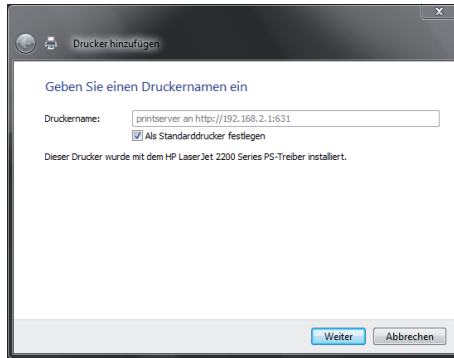 Drucker hinzufügen
Geben Sie einen Druckernamen ein
Druckername: printserver an http://192.168.2.1:631
Als Standarddrucker festlegen
Dieser Drucker wurde mit dem HP LaserJet 2200 Series PS-Treiber installiert.
Weiter Abbrechen